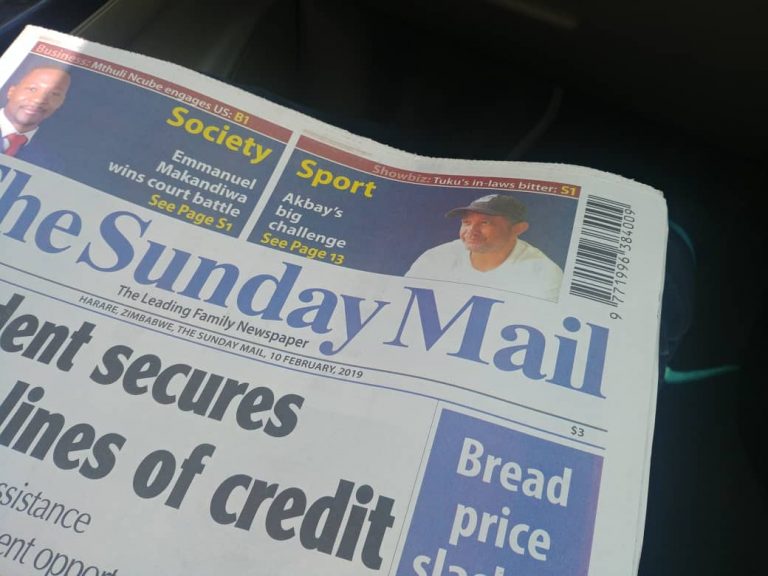 Business: Mthuli Ncube engages US: B1
Society
Emmanuel
Makandiwa
wins court battle
See Page S1
Showbiz: Tuku's in-laws bitter: S1
Sport
Akbay's
big
challenge
See Page 13
9 771996 384009
The Sunday Mail
The Leading Family Newspaper
HARARE, ZIMBABWE, THE SUNDAY MAIL, 10 FEBRUARY, 2019
$3
dent secures
lines of credit
ssistance
ent opport
Bread
price